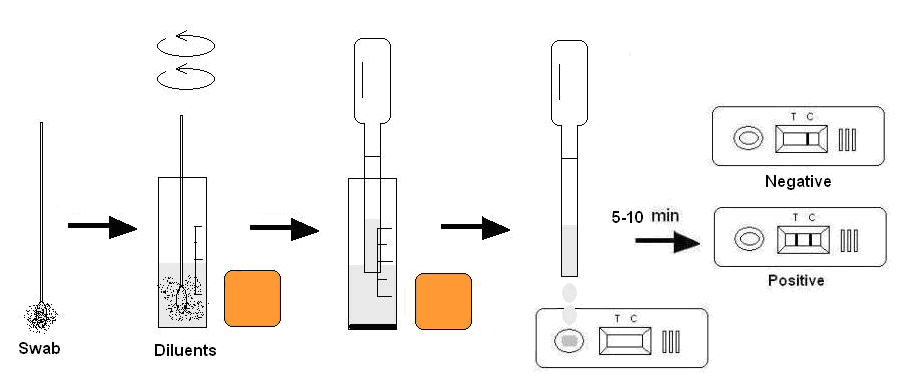 Swab
Diluents
5-10 min
T C
T C
Negative
T C
Positive